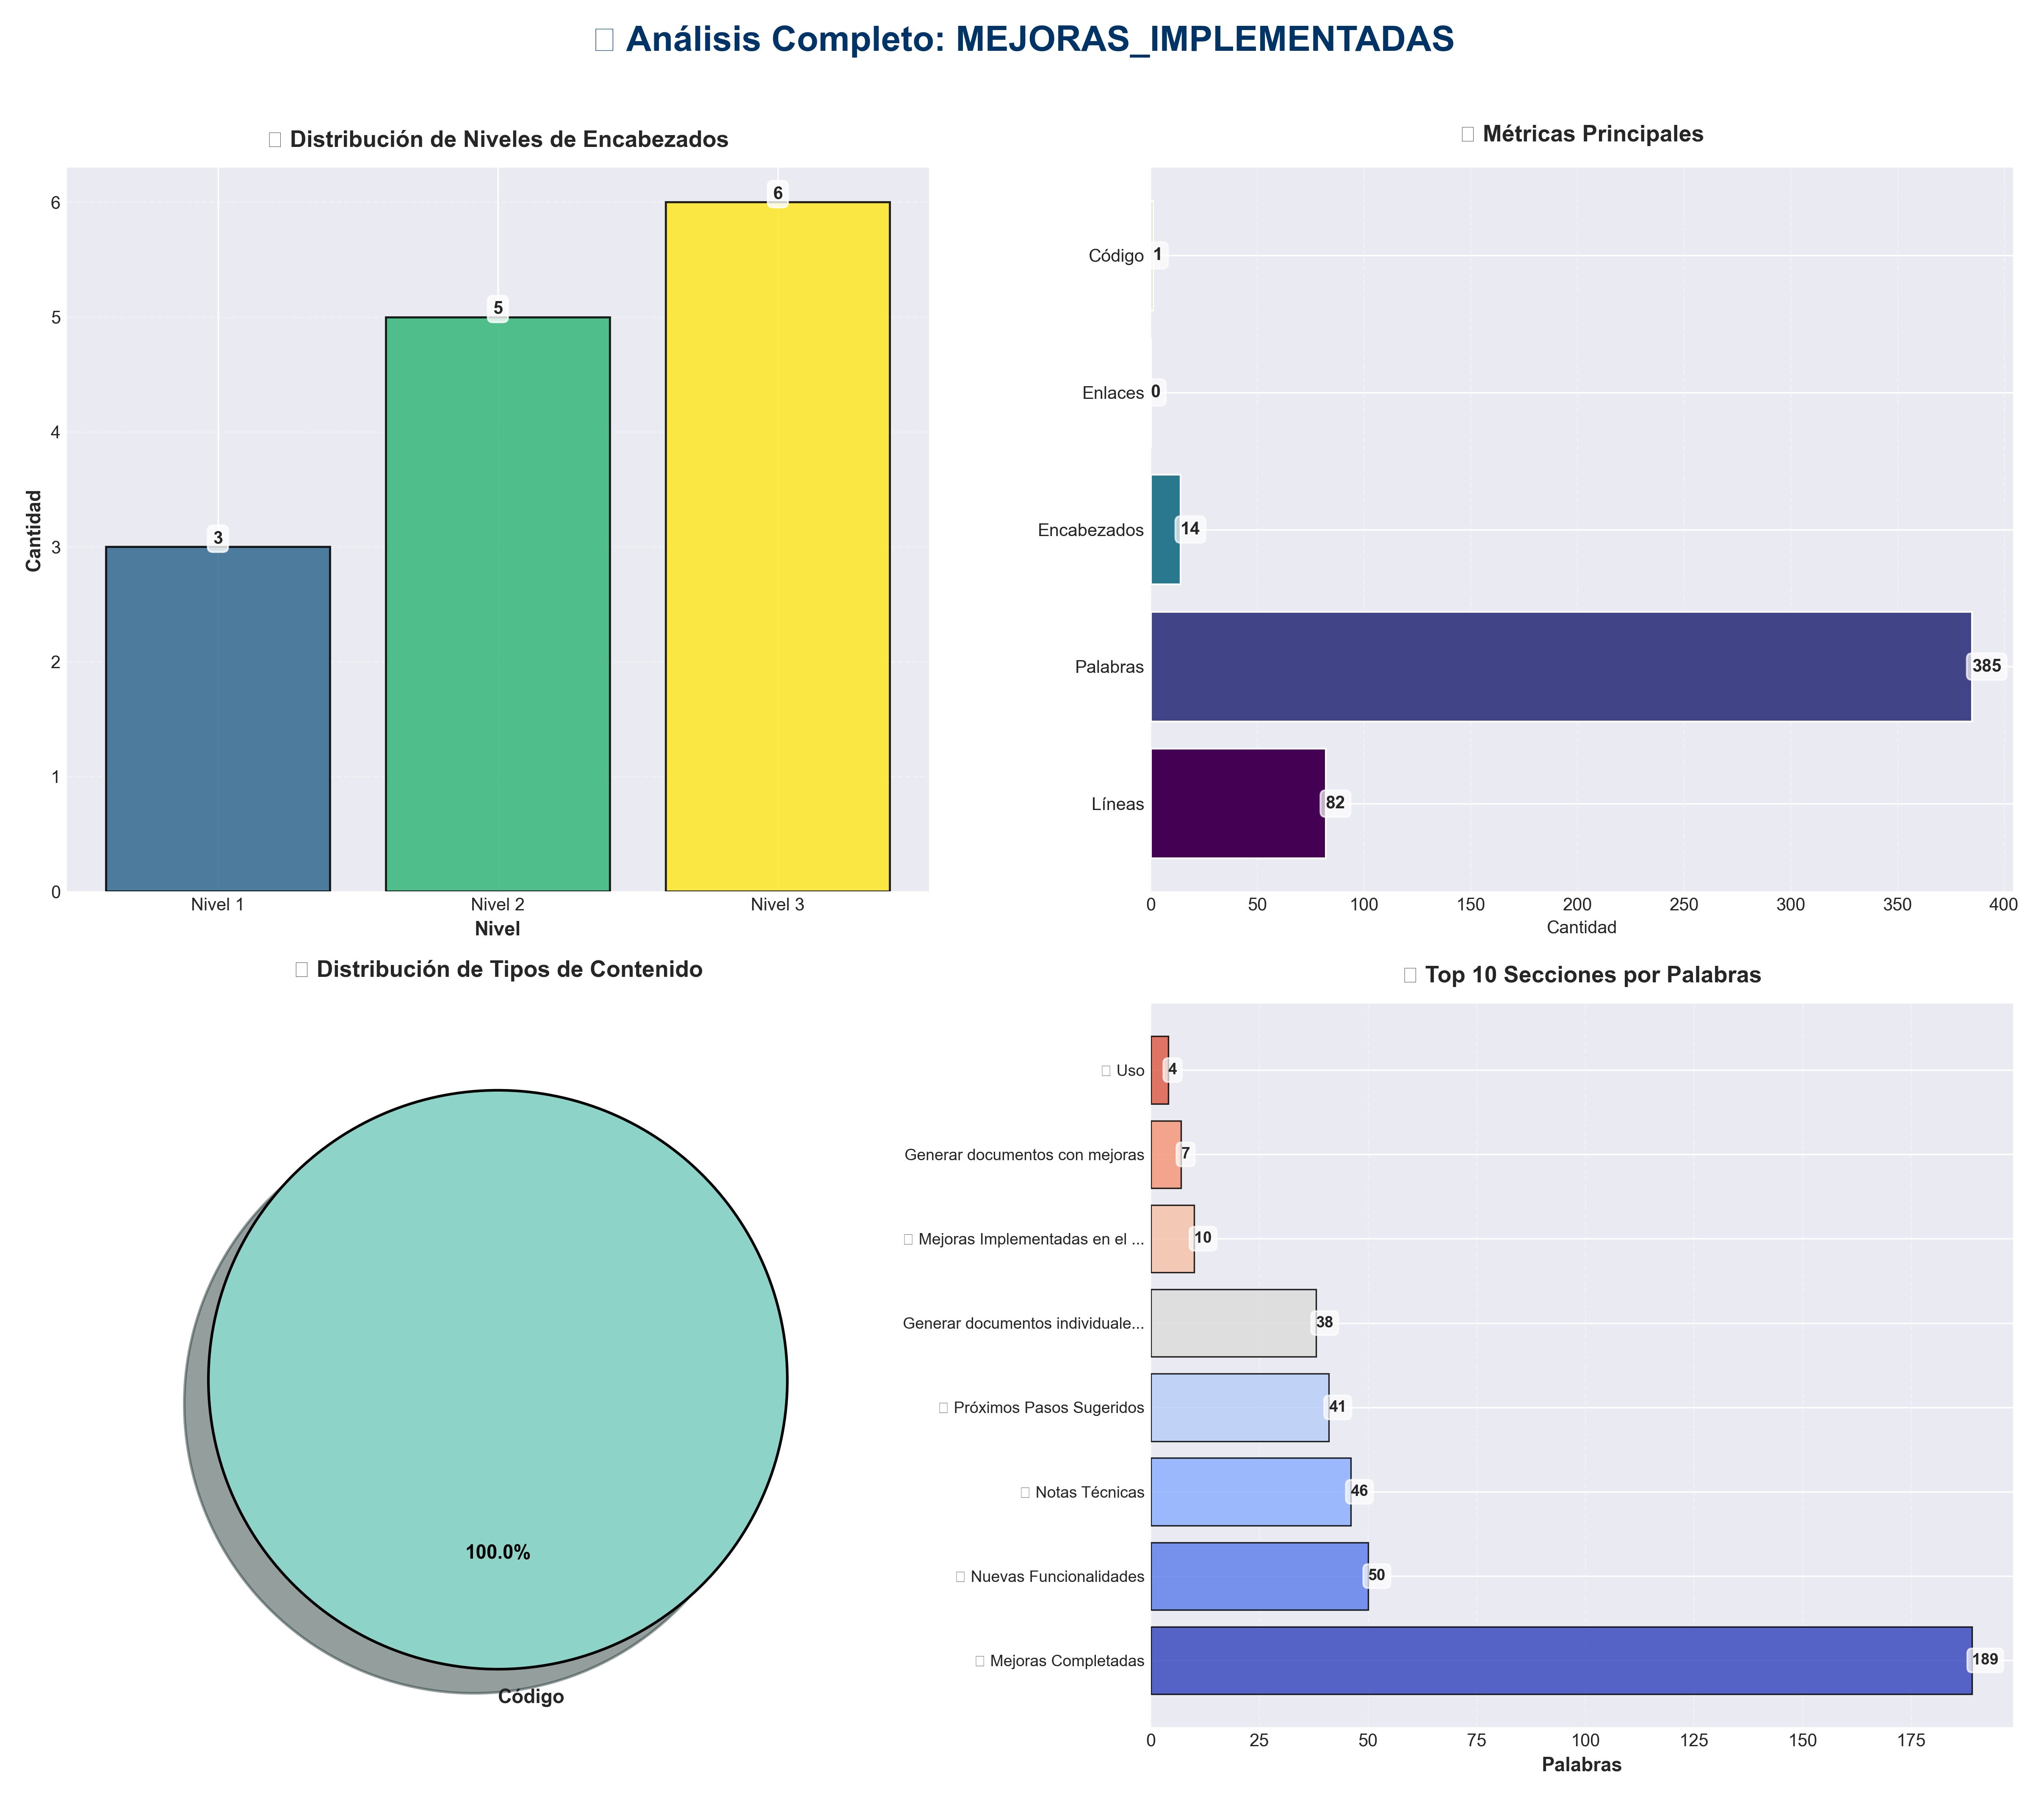 Análisis Completo: MEJORAS_IMPLEMENTADAS
Distribución de Niveles de Encabezados
Cantidad
6
5
4
3
2
1
0
3
5
6
Nivel 1
Nivel 2
Nivel 3
Nivel
Métricas Principales
Código
1
Enlaces
0
Encabezados
14
Palabras
385
Líneas
82
0
50
100
150
200
250
300
350
400
Cantidad
Distribución de Tipos de Contenido
100.0%
Código
Top 10 Secciones por Palabras
Uso
4
Generar documentos con mejoras
7
Mejoras Implementadas en el ...
10
Generar documentos individuale...
38
Próximos Pasos Sugeridos
41
Notas Técnicas
46
Nuevas Funcionalidades
50
Mejoras Completadas
189
0
25
50
75
100
125
150
175
Palabras